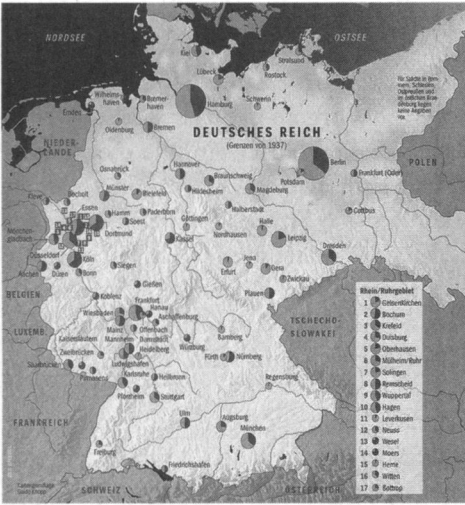 NORDSEE
OSTSEE
Kiel
Stralsund
Lübeck
Rostock
Wilhelms-
haven
Bremer-
haven
Hamburg
Schwerin
Emden
Für Städte in Pom-
mern, Schlesien,
Ostpreußen und
im östlichen Bran-
denburg liegen
keine Angaben
vor.
Oldenburg
Bremen
DEUTSCHES REICH
(Grenzen von 1937)
NIEDER-
LANDE
Berlin
POLEN
Osnabrück
Hannover
Braunschweig
Potsdam
Frankfurt (Oder)
Kleve
Bocholt
Münster
Bielefeld
Hildesheim
Magdeburg
Essen
Hamm
Paderborn
Halberstadt
Cottbus
Soest
Göttingen
Halle
Mönchen-
gladbach
Dortmund
Nordhausen
Leipzig
Düsseldorf
Kassel
Dresden
Köln
Siegen
Erfurt
Jena
Gera
Aachen
Düren
Bonn
Zwickau
Gießen
Plauen
BELGIEN
Koblenz
Frankfurt
Hanau
Rhein/Ruhrgebiet
Wiesbaden
Aschaffenburg
1 Gelsenkirchen
LUXEMB.
Mainz
Offenbach
Bamberg
TSCHECHO-
SLOWAKEI
2 Bochum
Kaiserslautern
Mannheim
Darmstadt
3 Krefeld
Zweibrücken
Heidelberg
Würzburg
4 Duisburg
Saarbrücken
Ludwigshafen
Fürth
Nürnberg
5 Oberhausen
Pirmasens
Karlsruhe
Heilbronn
6 Mülheim/Ruhr
Regensburg
7 Solingen
Pforzheim
Stuttgart
8 Remscheid
FRANKREICH
9 Wuppertal
Ulm
Augsburg
10 Hagen
München
11 Leverkusen
Freiburg
12 Neuss
13 Wesel
Friedrichshafen
14 Moers
15 Herne
SCHWEIZ
ÖSTERREICH
16 Witten
17 Bottrop